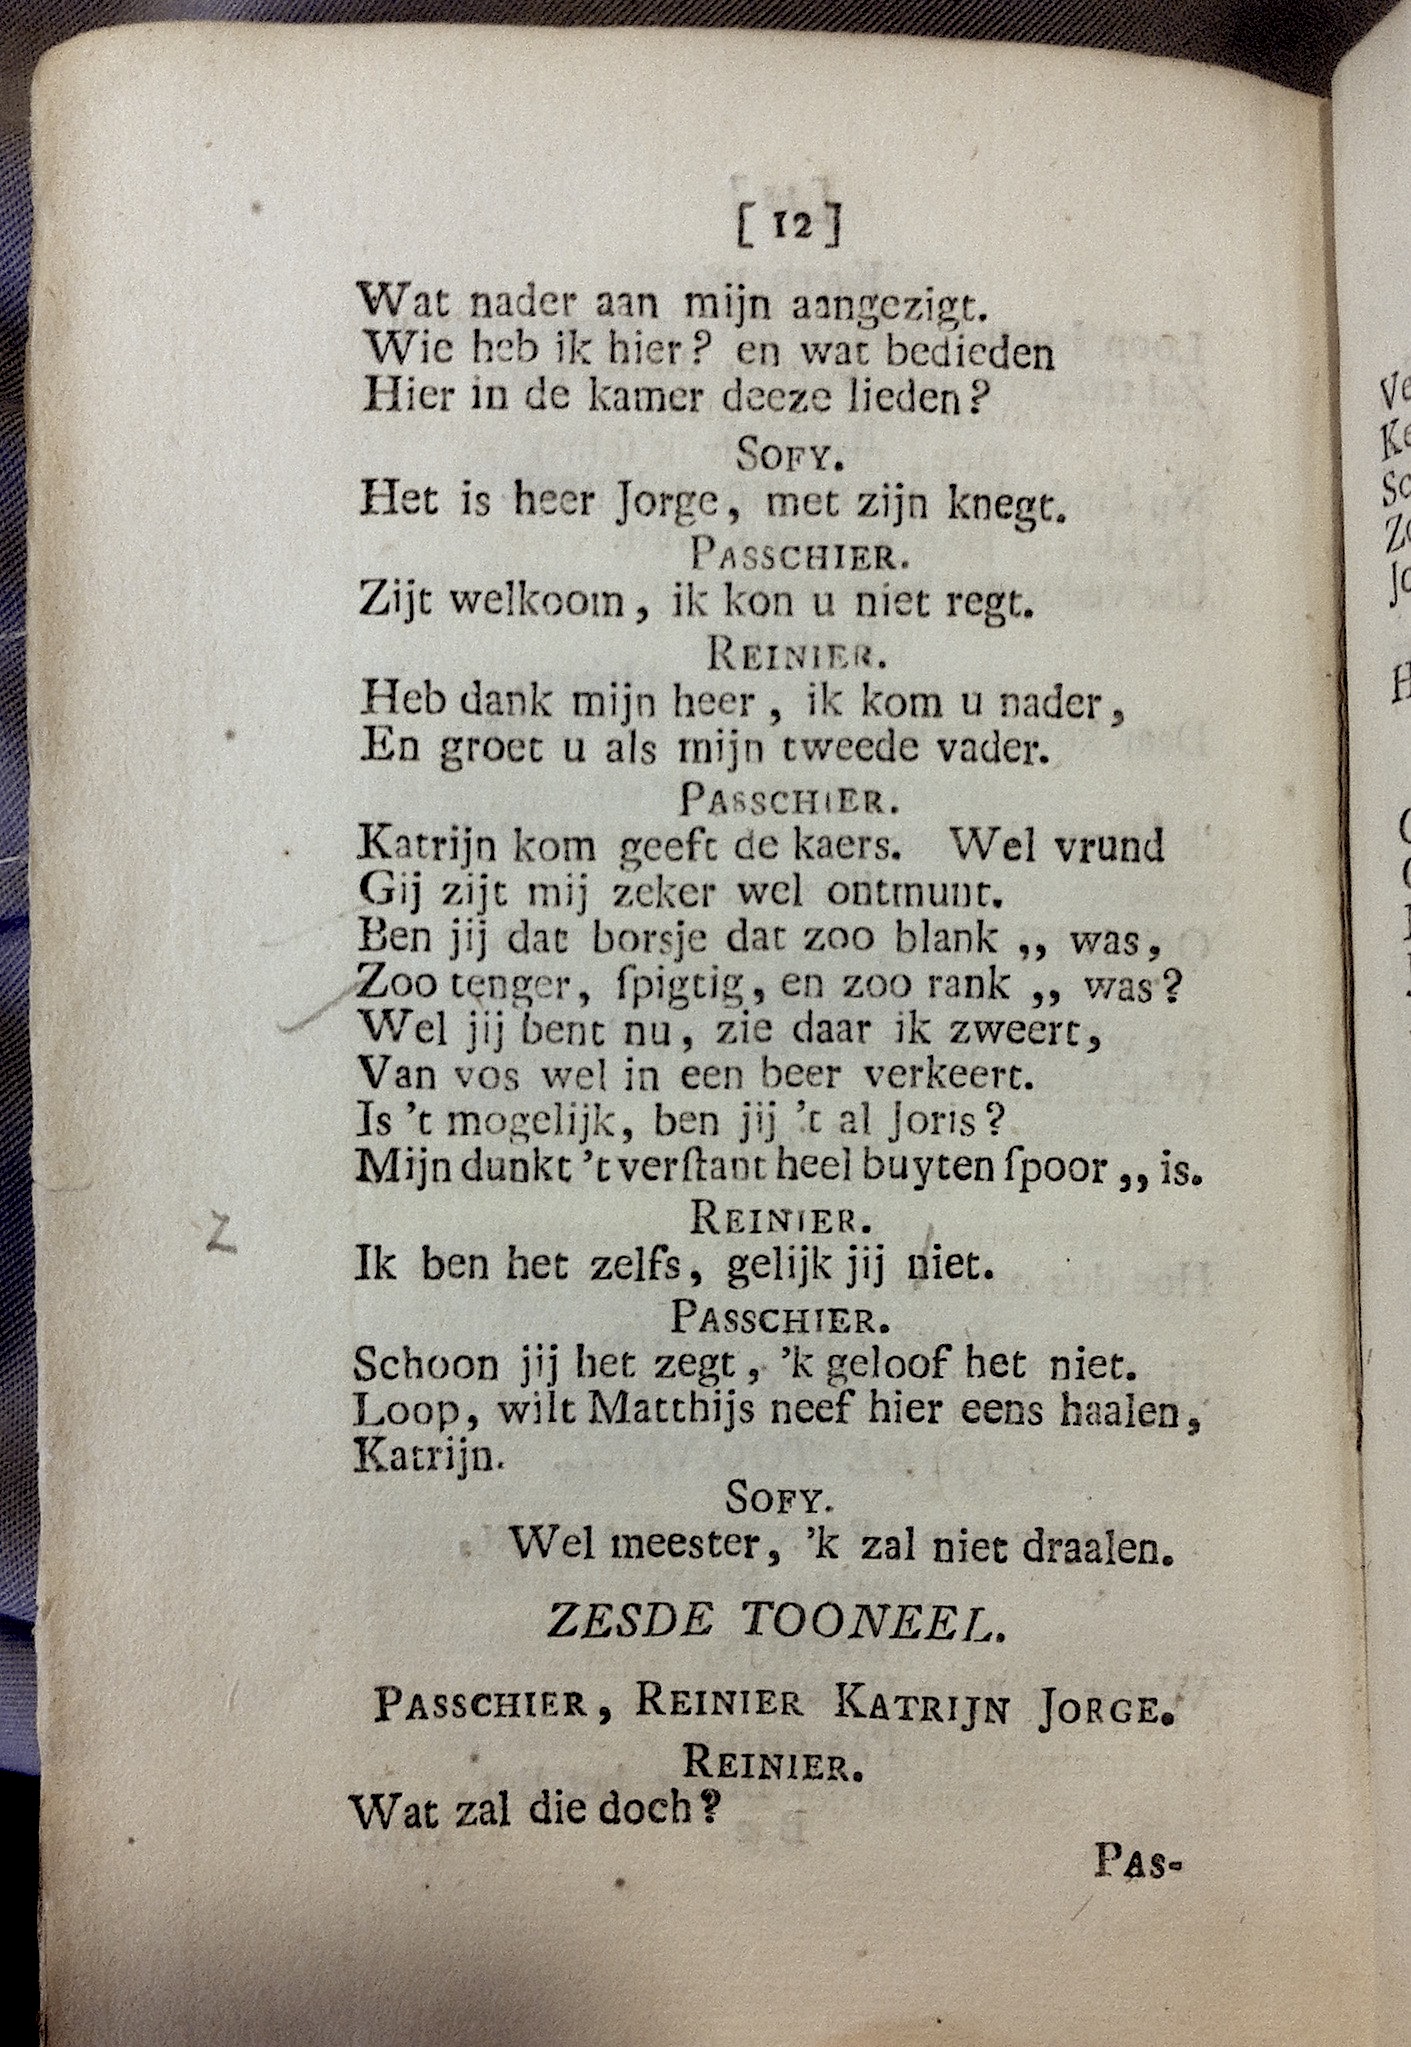 [ 12 ]
Wat nader aan mijn aangezigt.
Wie heb ik hier? en wat bedieden
Hier in de kamer deeze lieden?
SOFY.
Het is heer Jorge, met zijn knegt.
PASSCHIER.
Zijt welkoom, ik kon u niet regt.
REINIER.
Heb dank mijn heer, ik kom u nader,
En groet u als mijn tweede vader.
PASSCHIER.
Katrijn kom geeft de kaers. Wel vrund
Gij zijt mij zeker wel ontmunt.
Ben jij dat borsje dat zoo blank ,, was,
Zoo tenger, ſpigtig, en zoo rank ,, was?
Wel jij bent nu, zie daar ik zweert,
Van vos wel in een beer verkeert.
Is 't mogelijk, ben jij 't al Joris?
Mijn dunkt 't verſtant heel buyten ſpoor ,, is.
REINIER.
Z
Ik ben het zelfs, gelijk jij niet.
PASSCHIER.
Schoon jij het zegt, 'k geloof het niet.
Loop, wilt Matthijs neef hier eens haalen,
Katrijn.
SOFY.
Wel meester, 'k zal niet draalen.
ZESDE TOONEEL.
PASSCHIER, REINIER KATRIJN JORGE.
REINIER.
Wat zal die doch?
PAS-